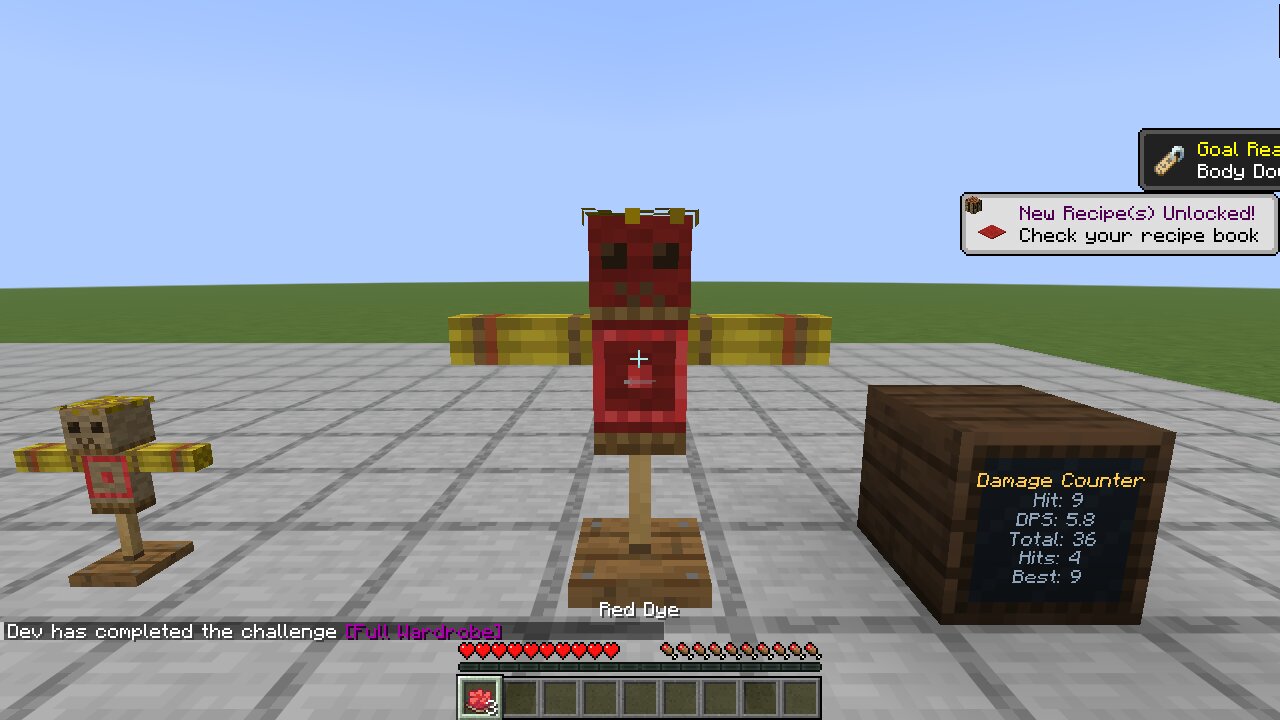 Goal Rea
Body Dou
New Recipe(s) Unlocked!
Check your recipe book
Damage Counter
Hit: 9
DPS: 5.8
Total: 36
Hits: 4
Best: 9
Red Dye
Dev has completed the challenge [Full Wardrobe]